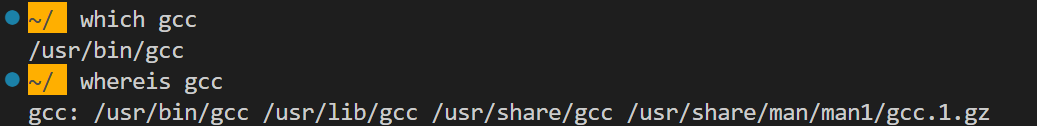 ~/ which gcc
/usr/bin/gcc
~/ whereis gcc
gcc: /usr/bin/gcc /usr/lib/gcc /usr/share/gcc /usr/share/man/man1/gcc.1.gz